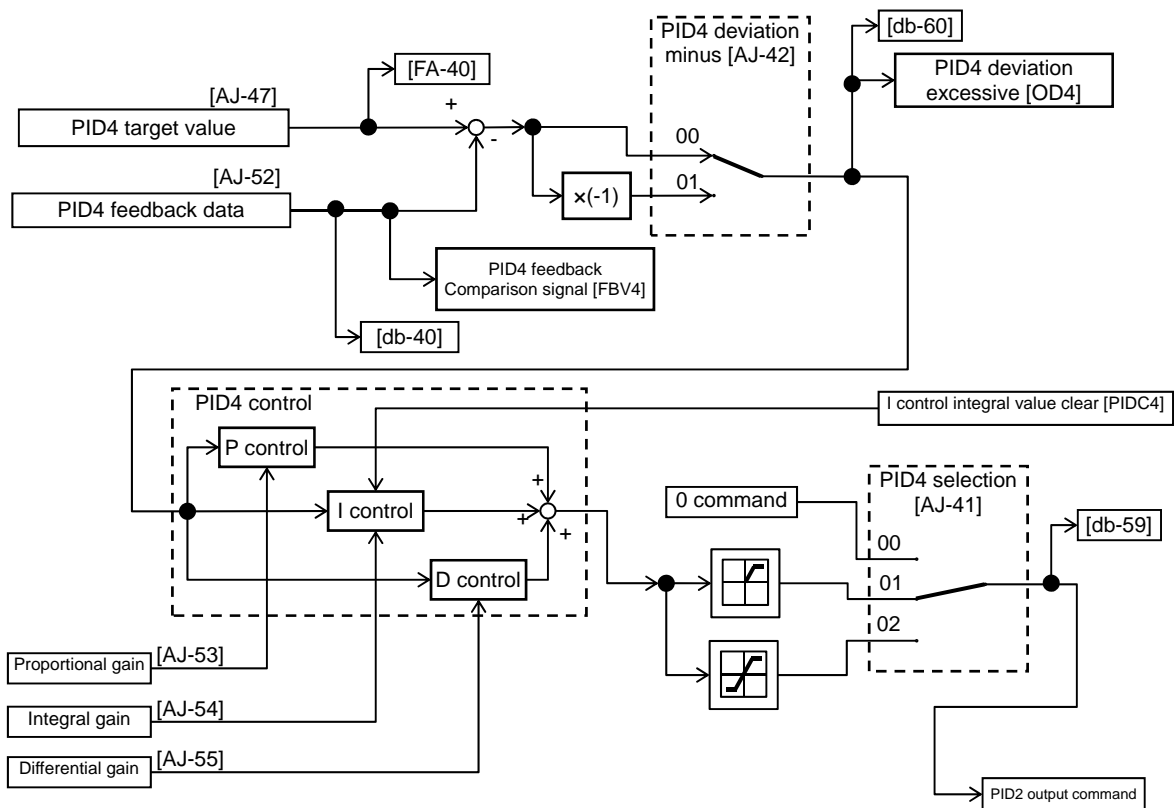 [db-60]
PID4 deviation
minus [AJ-42]
[FA-40]
PID4 deviation
excessive [OD4]
[AJ-47]
PID4 target value
+
-
00
01
×(-1)
[AJ-52]
PID4 feedback data
PID4 feedback
Comparison signal [FBV4]
[db-40]
PID4 control
I control integral value clear [PIDC4]
P control
I control
D control
+
+
+
0 command
PID4 selection
[AJ-41]
[db-59]
00
01
02
Proportional gain
[AJ-53]
Integral gain
[AJ-54]
Differential gain
[AJ-55]
PID2 output command